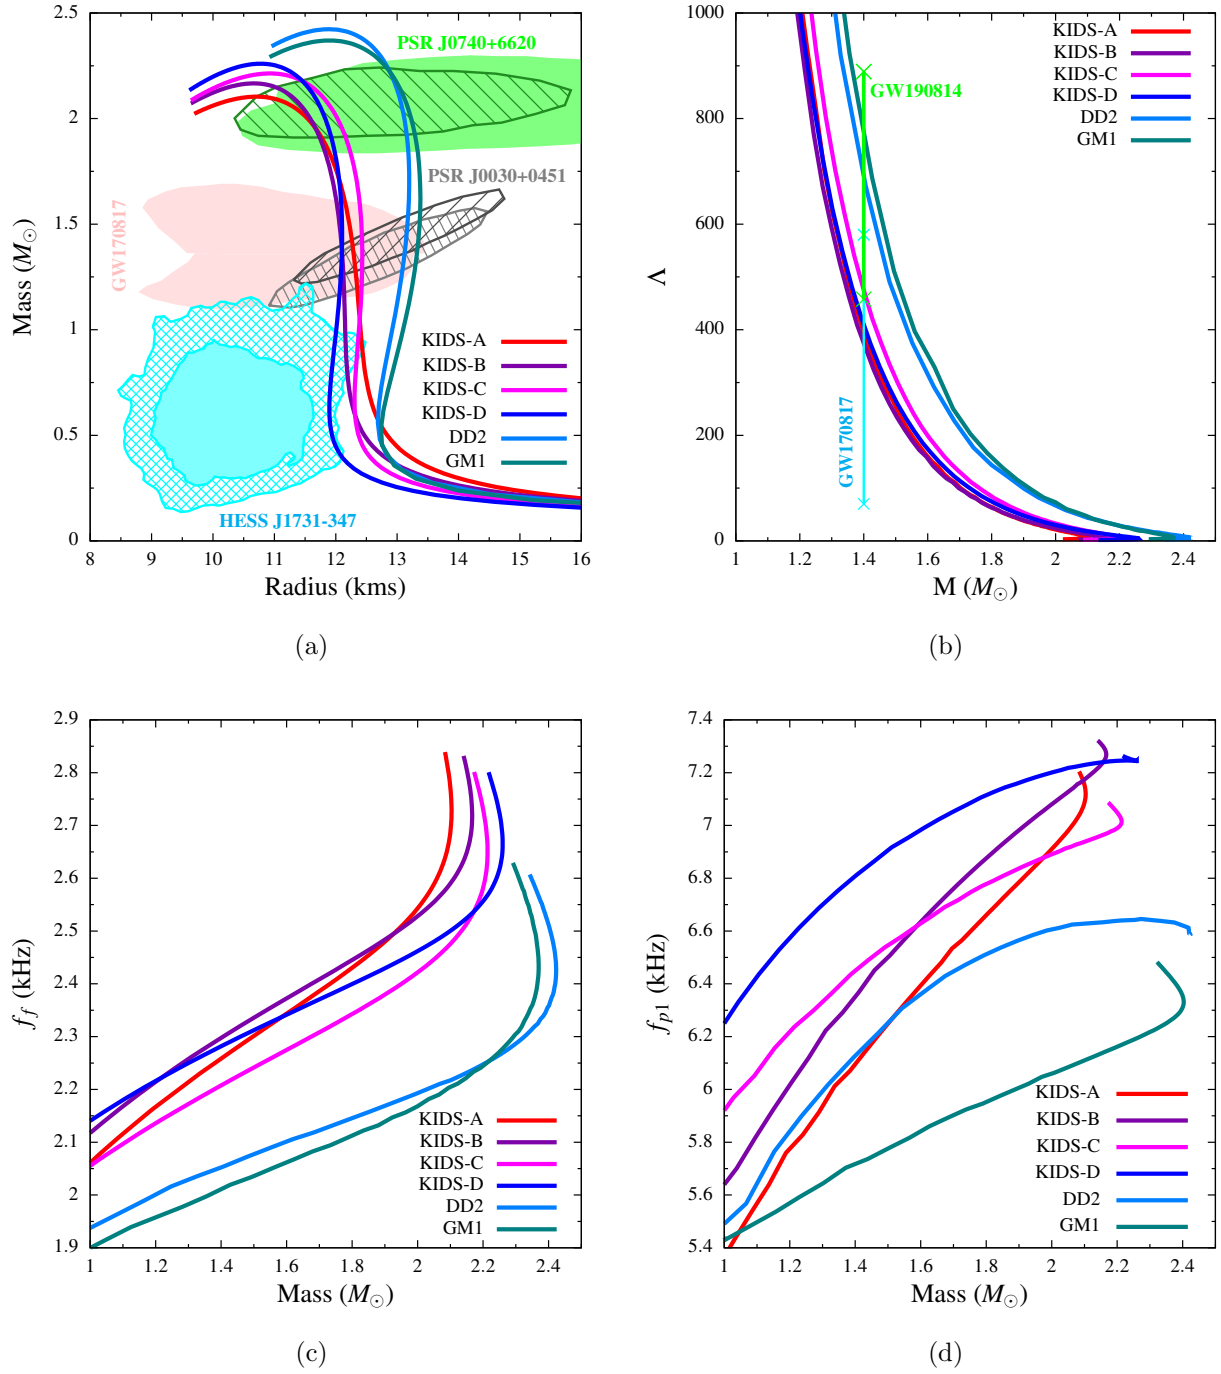 2.5
2
1.5
1
0.5
0
8
9
10
11
12
13
14
15
16
Mass (M☉)
Radius (kms)
PSR J0740+6620
PSR J0030+0451
GW170817
HESS J1731-347
KIDS-A
KIDS-B
KIDS-C
KIDS-D
DD2
GM1
(a)
1000
800
600
400
200
0
1
1.2
1.4
1.6
1.8
2
2.2
2.4
Λ
M (M☉)
KIDS-A
KIDS-B
KIDS-C
KIDS-D
DD2
GM1
GW190814
GW170817
(b)
2.9
2.8
2.7
2.6
2.5
2.4
2.3
2.2
2.1
2
1.9
1
1.2
1.4
1.6
1.8
2
2.2
2.4
f_f (kHz)
Mass (M☉)
KIDS-A
KIDS-B
KIDS-C
KIDS-D
DD2
GM1
(c)
7.4
7.2
7
6.8
6.6
6.4
6.2
6
5.8
5.6
5.4
1
1.2
1.4
1.6
1.8
2
2.2
2.4
f_p1 (kHz)
Mass (M☉)
KIDS-A
KIDS-B
KIDS-C
KIDS-D
DD2
GM1
(d)